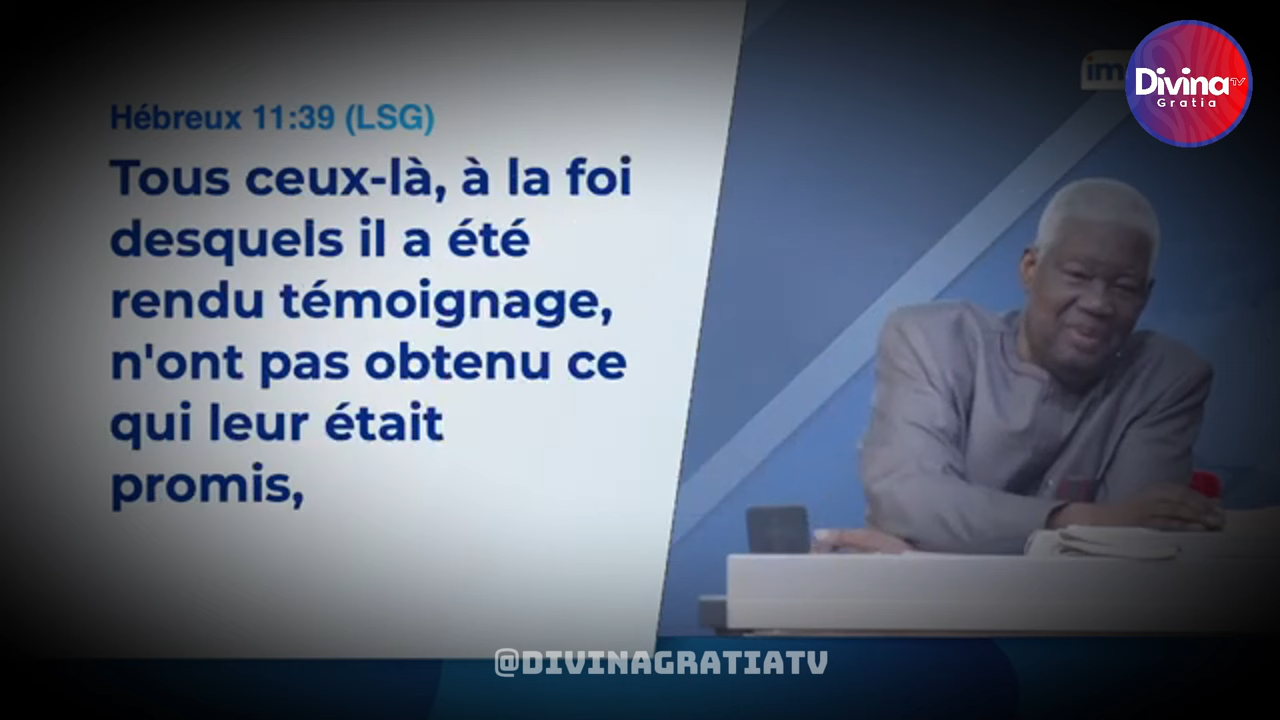 Hébreux 11:39 (LSG)
Tous ceux-là, à la foi
desquels il a été
rendu témoignage,
n'ont pas obtenu ce
qui leur était
promis,
Divina TV
Gratia
@DIVINAGRATIATV